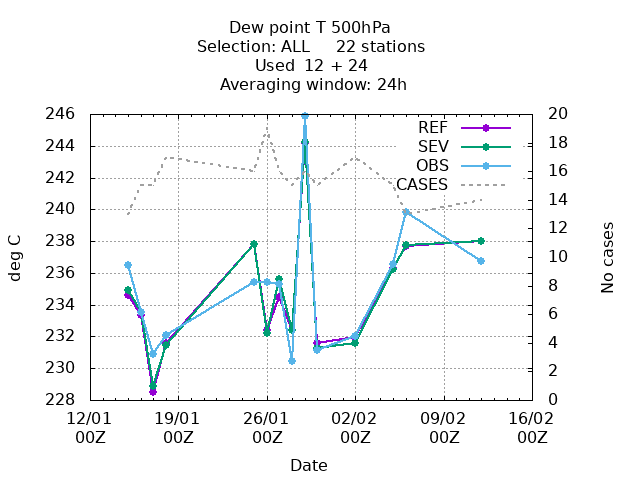 Dew point T 500hPa
Selection: ALL     22 stations
Used  12 + 24
Averaging window: 24h
246
244
242
240
238
236
234
232
230
228
deg C
20
18
16
14
12
10
8
6
4
2
0
No cases
REF
SEV
OBS
CASES
12/01 19/01 26/01 02/02 09/02 16/02
00Z 00Z 00Z 00Z 00Z 00Z
Date